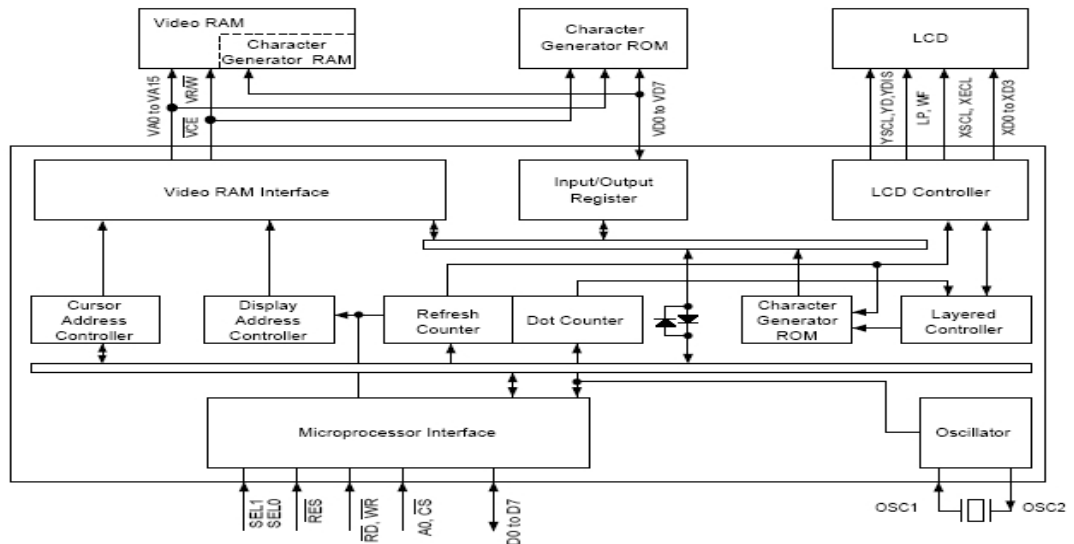 Video RAM
Character
Generator RAM
Character
Generator ROM
LCD
VA0 to VA15
VR/W
VCE
VD0 to VD7
YSCL,YD,YDIS
LP, WF
XSCL, XECL
XD0 to XD3
Video RAM Interface
Input/Output
Register
LCD Controller
Cursor
Address
Controller
Display
Address
Controller
Refresh
Counter
Dot Counter
Character
Generator
ROM
Layered
Controller
Microprocessor Interface
Oscillator
SEL1
SEL0
RES
RD, WR
A0, CS
D0 to D7
OSC1
OSC2